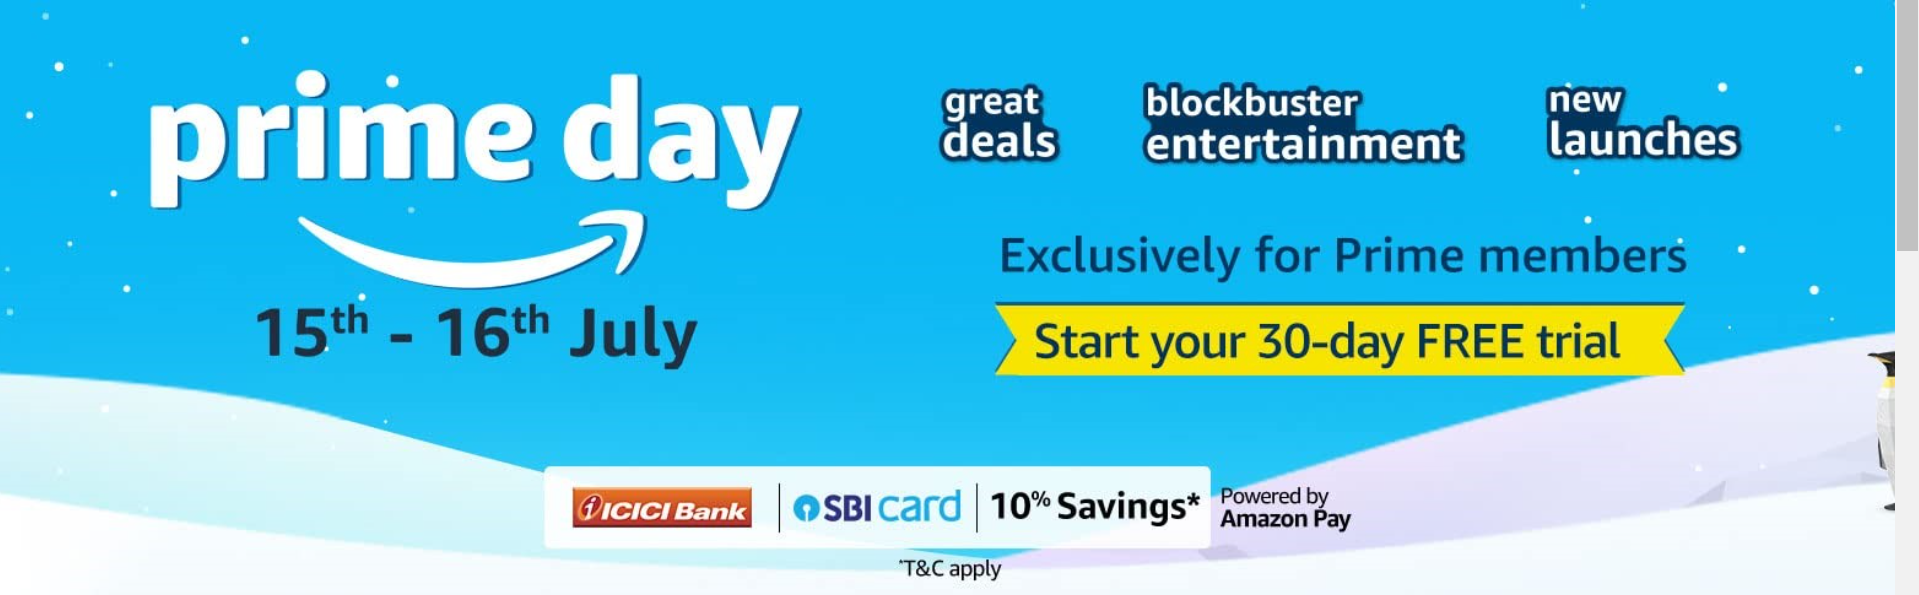 prime day
15th - 16th July
great
deals
blockbuster
entertainment
new
launches
Exclusively for Prime members
Start your 30-day FREE trial
i ICICI Bank
SBI card
10% Savings*
Powered by
Amazon Pay
*T&C apply